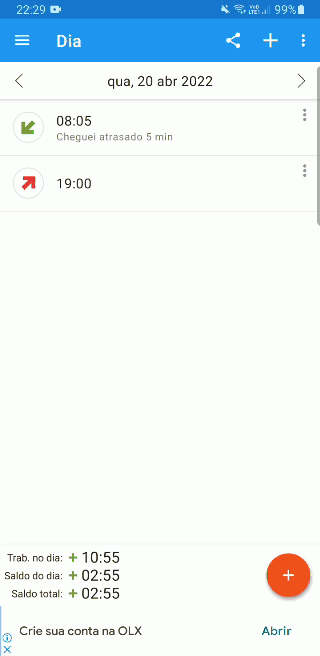 22:29 99%
Dia
qua, 20 abr 2022
08:05
Cheguei atrasado 5 min
19:00
Trab. no dia: + 10:55
Saldo do dia: + 02:55
Saldo total: + 02:55
Crie sua conta na OLX
Abrir